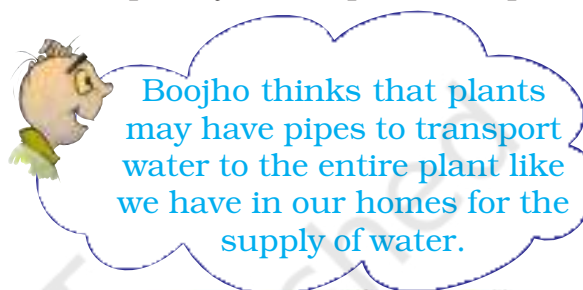 Boojho thinks that plants
may have pipes to transport
water to the entire plant like
we have in our homes for the
supply of water.